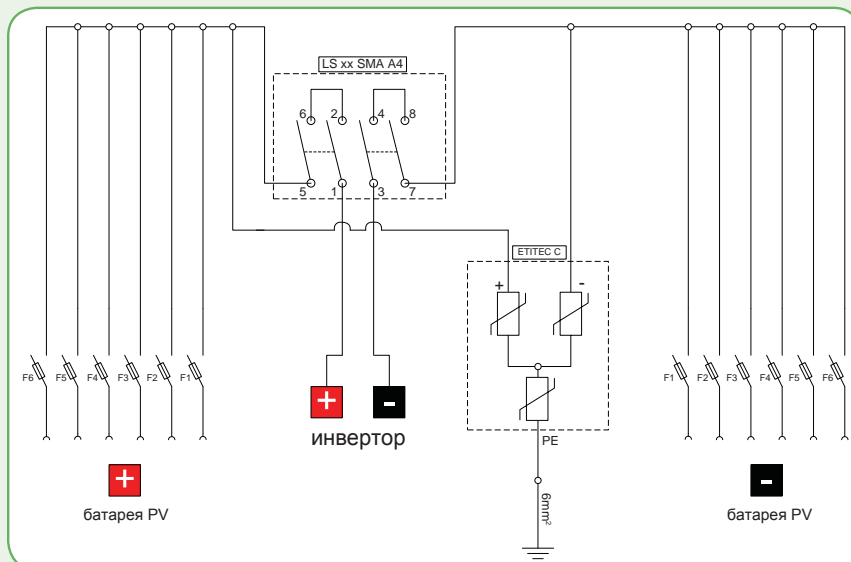 LS xx SMA A4
6 2 4 8
5 1 3 7
ETITEC C
+ -
F6 F5 F4 F3 F2 F1
F1 F2 F3 F4 F5 F6
+ -
инвертор
PE
+
-
батарея PV
батарея PV
6mm²